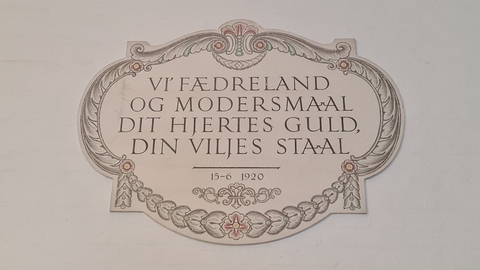 VI' FÆDRELAND
OG MODERSMAAL
DIT HJERTES GULD,
DIN VILJES STAAL
15-6 1920